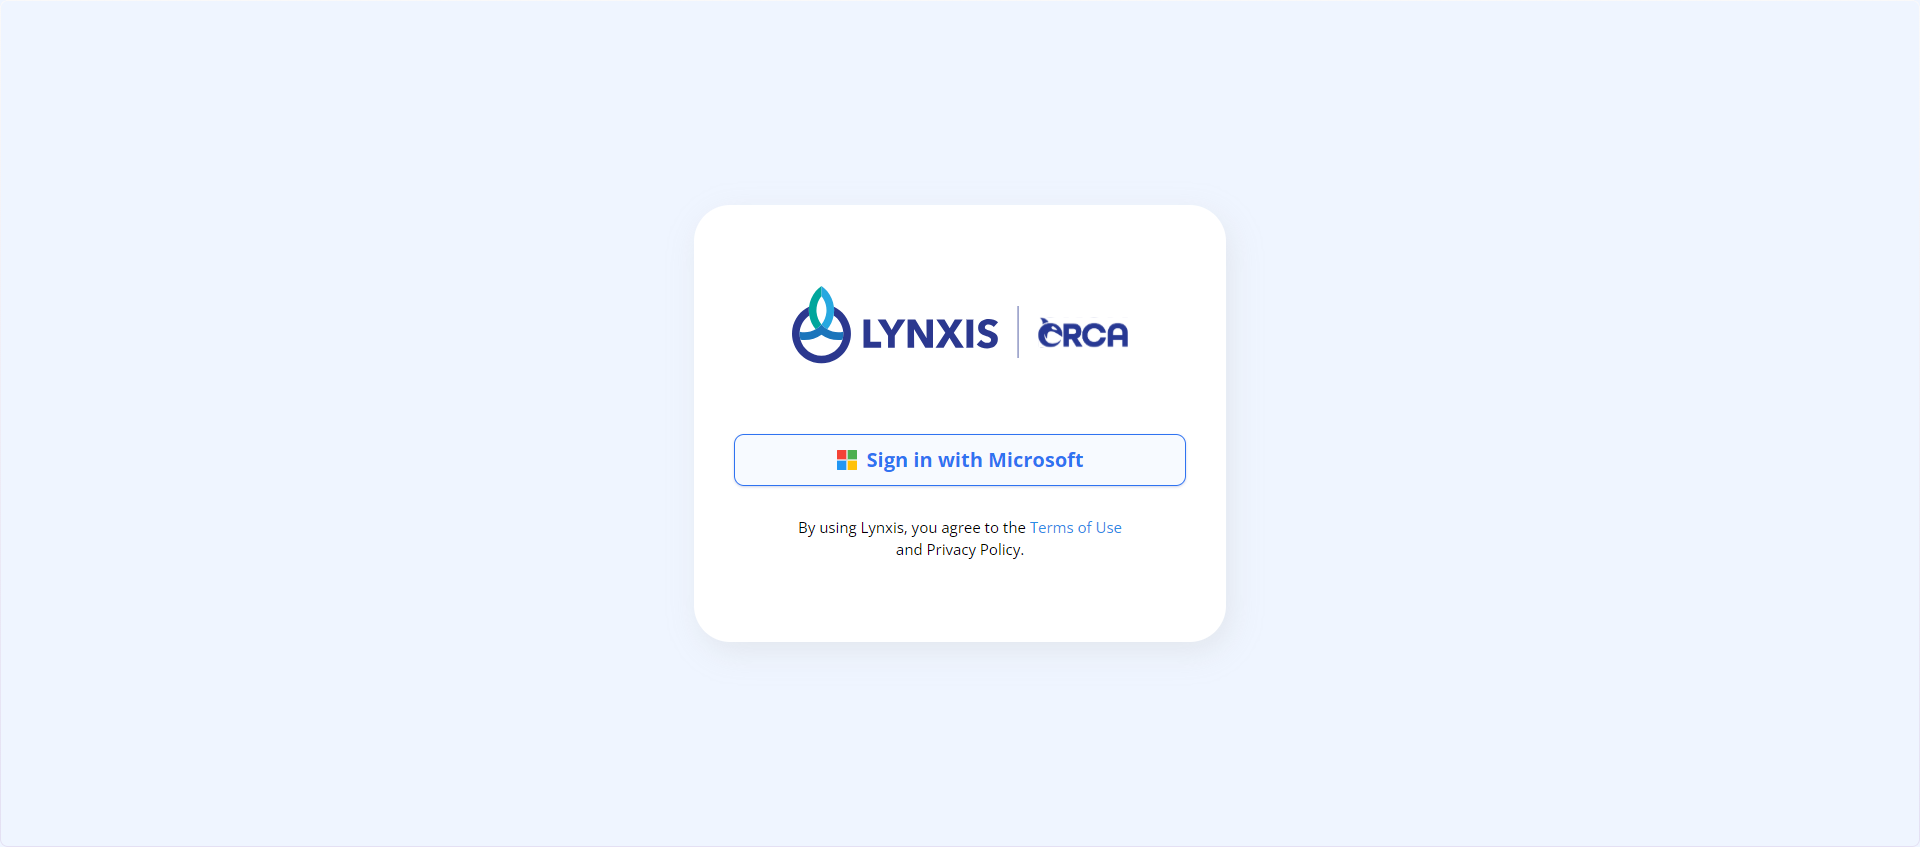 LYNXIS | ORCA
Sign in with Microsoft
By using Lynxis, you agree to the Terms of Use
and Privacy Policy.